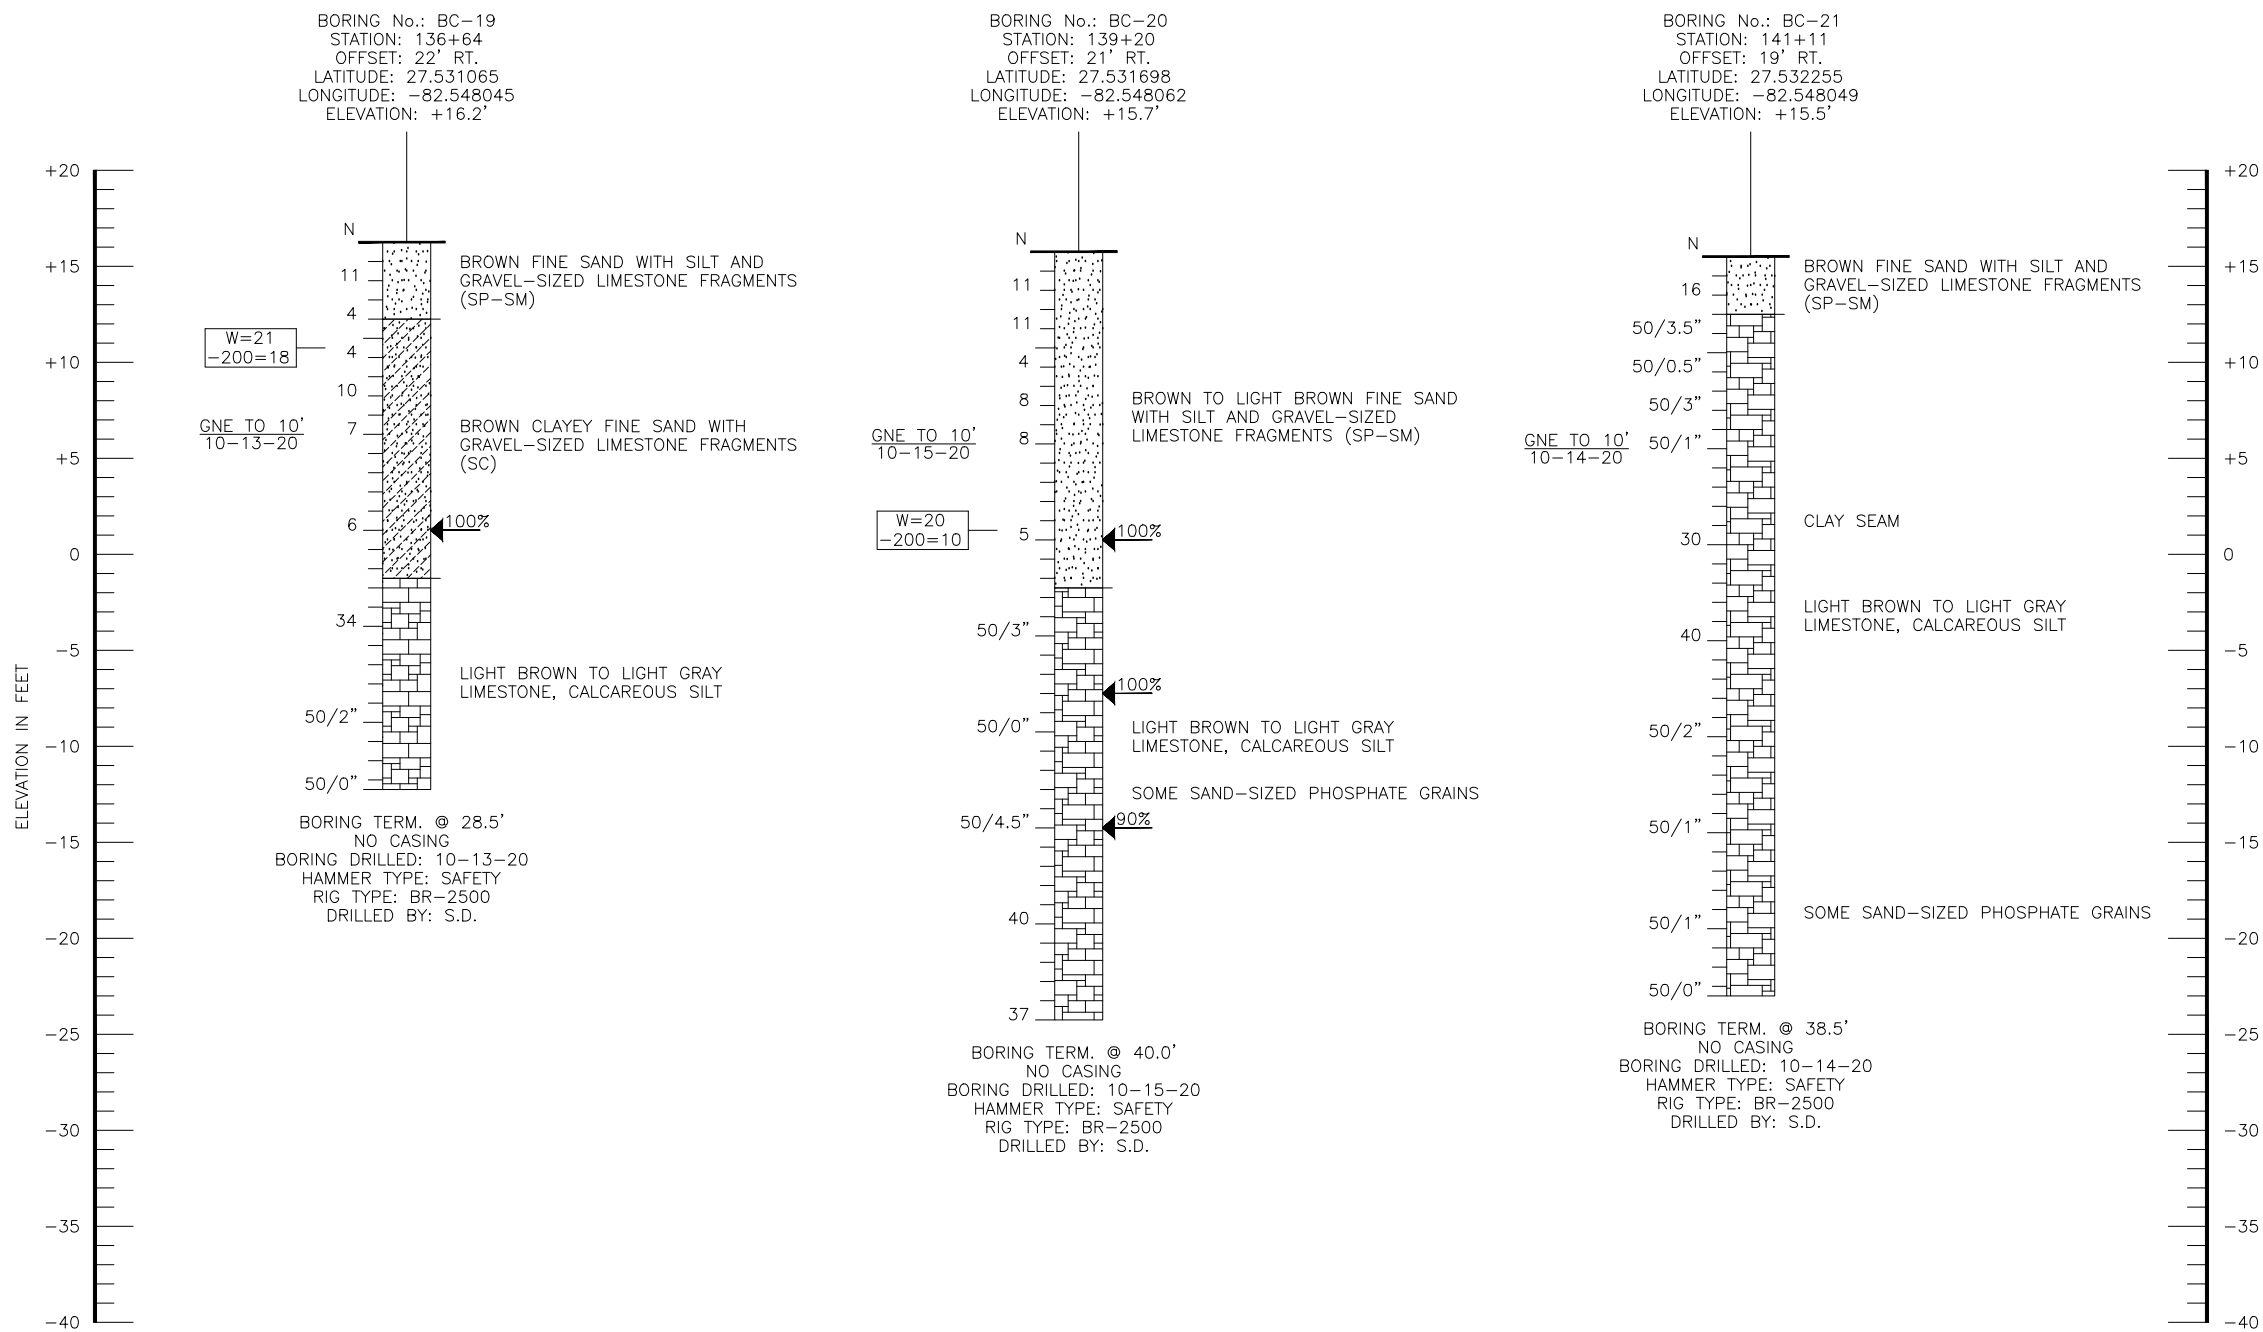 BORING No.: BC-19
STATION: 136+64
OFFSET: 22' RT.
LATITUDE: 27.531065
LONGITUDE: -82.548045
ELEVATION: +16.2'
BORING No.: BC-20
STATION: 139+20
OFFSET: 21' RT.
LATITUDE: 27.531698
LONGITUDE: -82.548062
ELEVATION: +15.7'
BORING No.: BC-21
STATION: 141+11
OFFSET: 19' RT.
LATITUDE: 27.532255
LONGITUDE: -82.548049
ELEVATION: +15.5'
ELEVATION IN FEET
+20
+15
+10
+5
0
-5
-10
-15
-20
-25
-30
-35
-40
N
11
4
4
10
7
6
34
50/2"
50/0"
W=21
-200=18
GNE TO 10'
10-13-20
100%
BROWN FINE SAND WITH SILT AND
GRAVEL-SIZED LIMESTONE FRAGMENTS
(SP-SM)
BROWN CLAYEY FINE SAND WITH
GRAVEL-SIZED LIMESTONE FRAGMENTS
(SC)
LIGHT BROWN TO LIGHT GRAY
LIMESTONE, CALCAREOUS SILT
BORING TERM. @ 28.5'
NO CASING
BORING DRILLED: 10-13-20
HAMMER TYPE: SAFETY
RIG TYPE: BR-2500
DRILLED BY: S.D.
N
11
11
4
8
8
5
50/3"
50/0"
50/4.5"
40
37
GNE TO 10'
10-15-20
W=20
-200=10
100%
100%
90%
BROWN TO LIGHT BROWN FINE SAND
WITH SILT AND GRAVEL-SIZED
LIMESTONE FRAGMENTS (SP-SM)
LIGHT BROWN TO LIGHT GRAY
LIMESTONE, CALCAREOUS SILT
SOME SAND-SIZED PHOSPHATE GRAINS
BORING TERM. @ 40.0'
NO CASING
BORING DRILLED: 10-15-20
HAMMER TYPE: SAFETY
RIG TYPE: BR-2500
DRILLED BY: S.D.
N
16
50/3.5"
50/0.5"
50/3"
50/1"
30
40
50/2"
50/1"
50/1"
50/0"
GNE TO 10'
10-14-20
BROWN FINE SAND WITH SILT AND
GRAVEL-SIZED LIMESTONE FRAGMENTS
(SP-SM)
CLAY SEAM
LIGHT BROWN TO LIGHT GRAY
LIMESTONE, CALCAREOUS SILT
SOME SAND-SIZED PHOSPHATE GRAINS
BORING TERM. @ 38.5'
NO CASING
BORING DRILLED: 10-14-20
HAMMER TYPE: SAFETY
RIG TYPE: BR-2500
DRILLED BY: S.D.
+20
+15
+10
+5
0
-5
-10
-15
-20
-25
-30
-35
-40